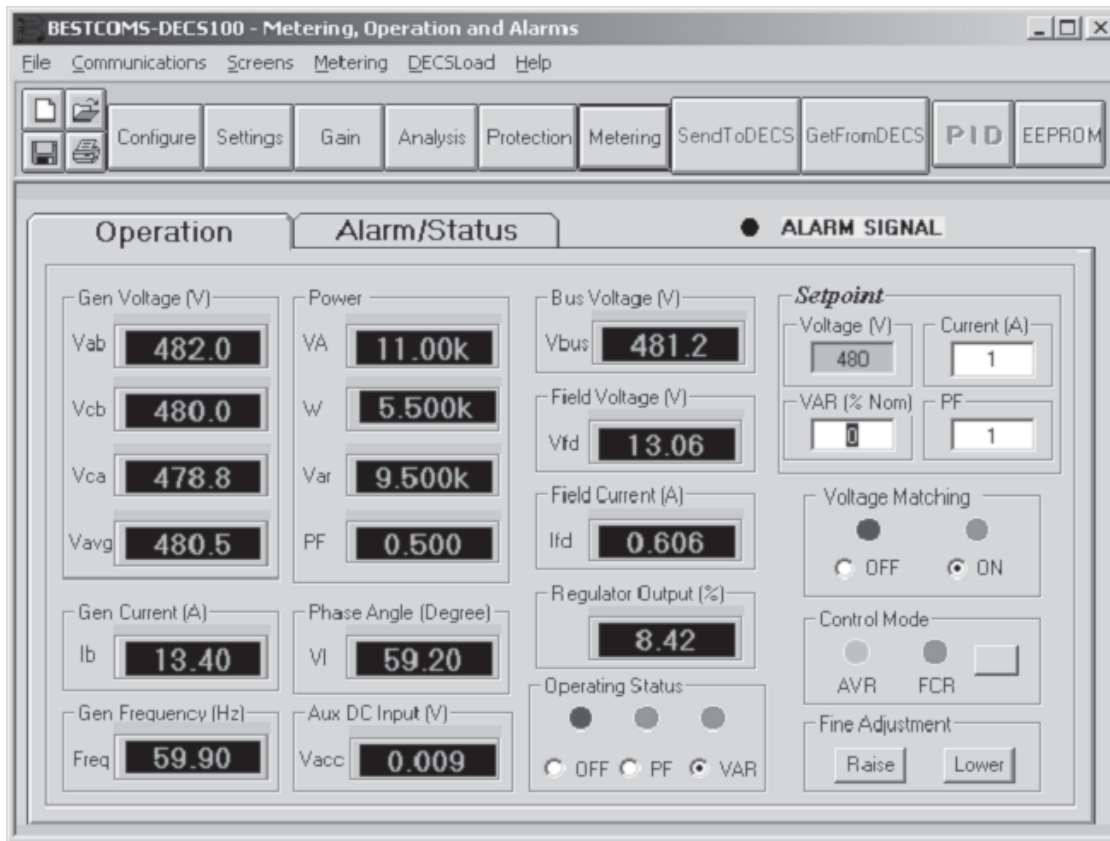 BESTCOMS-DECS100 - Metering, Operation and Alarms
File Communications Screens Metering DECSLoad Help
Configure Settings Gain Analysis Protection Metering SendToDECS GetFromDECS PID EEPROM
Operation Alarm/Status ALARM SIGNAL
Gen Voltage (V)
Vab 482.0
Vcb 480.0
Vca 478.8
Vavg 480.5
Gen Current (A)
Ib 13.40
Gen Frequency (Hz)
Freq 59.90
Power
VA 11.00k
W 5.500k
Var 9.500k
PF 0.500
Phase Angle (Degree)
VI 59.20
Aux DC Input (V)
Vacc 0.009
Bus Voltage (V)
Vbus 481.2
Field Voltage (V)
Vfd 13.06
Field Current (A)
Ifd 0.606
Regulator Output (%)
8.42
Operating Status
OFF PF VAR
Setpoint
Voltage (V) Current (A)
480 1
VAR (% Nom) PF
0 1
Voltage Matching
OFF ON
Control Mode
AVR FCR
Fine Adjustment
Raise Lower